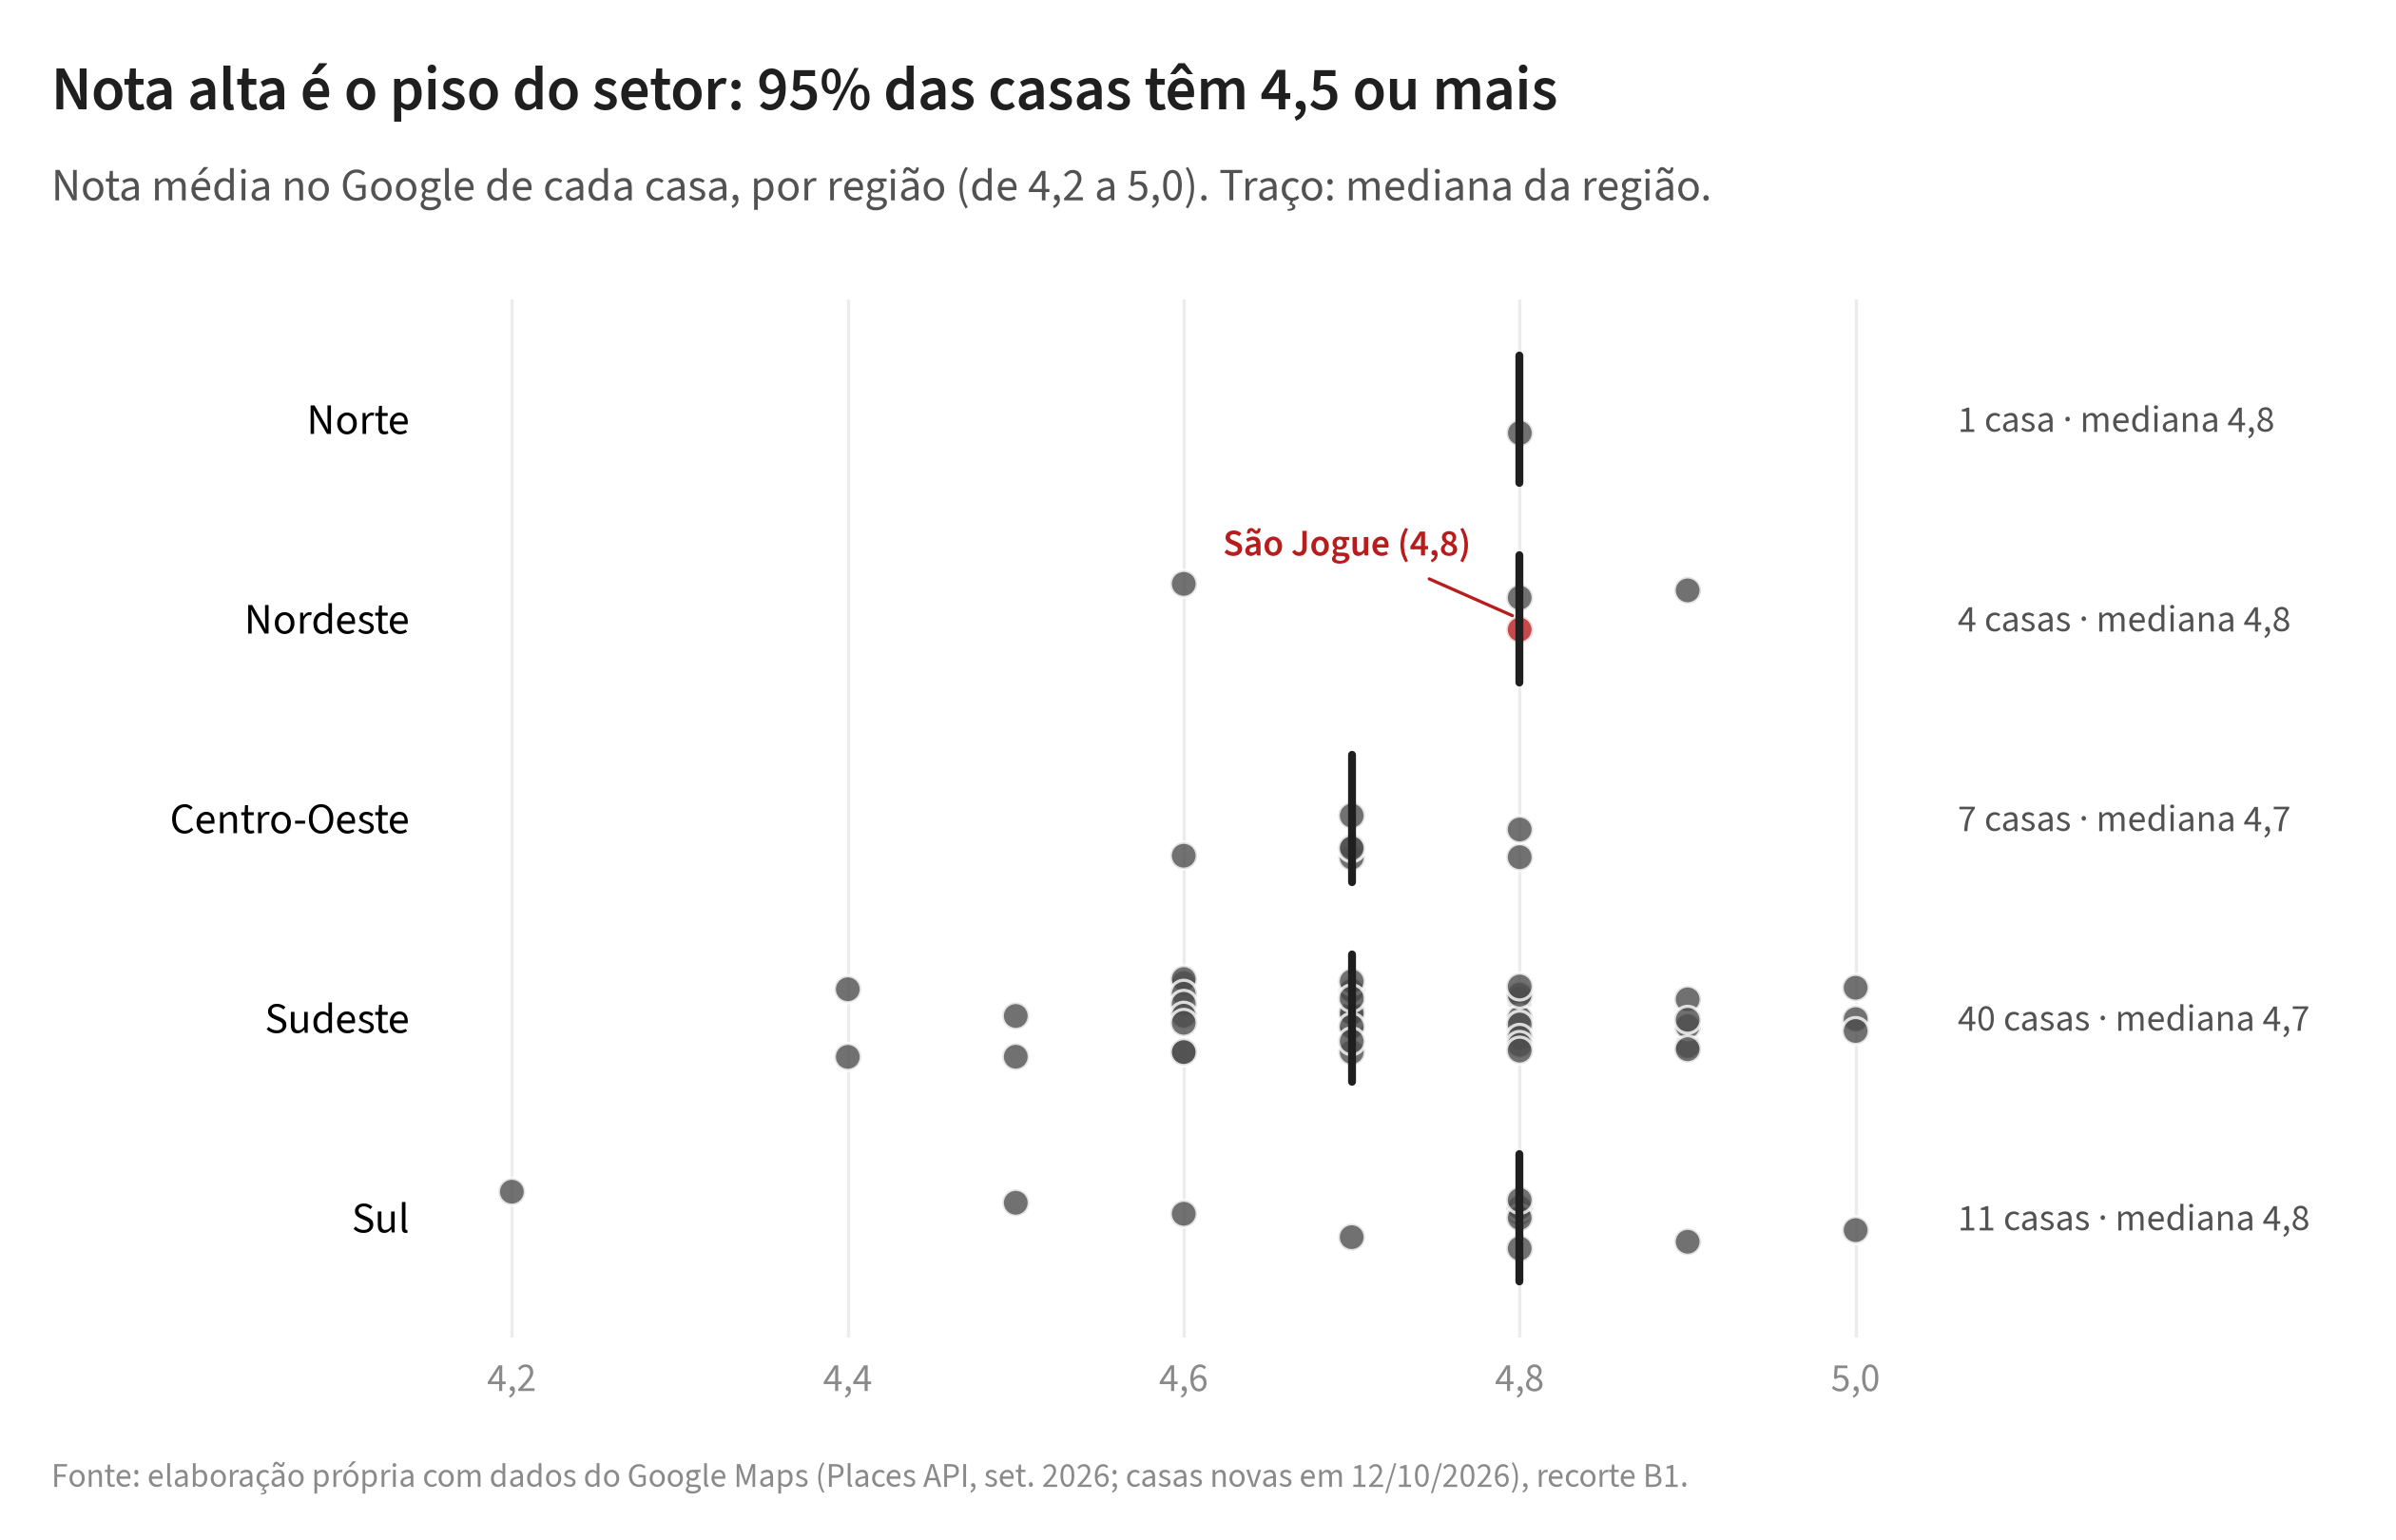 Nota alta é o piso do setor: 95% das casas têm 4,5 ou mais
Nota média no Google de cada casa, por região (de 4,2 a 5,0). Traço: mediana da região.
Norte
1 casa · mediana 4,8
São Jogue (4,8)
Nordeste
4 casas · mediana 4,8
Centro-Oeste
7 casas · mediana 4,7
Sudeste
40 casas · mediana 4,7
Sul
11 casas · mediana 4,8
4,2
4,4
4,6
4,8
5,0
Fonte: elaboração própria com dados do Google Maps (Places API, set. 2026; casas novas em 12/10/2026), recorte B1.